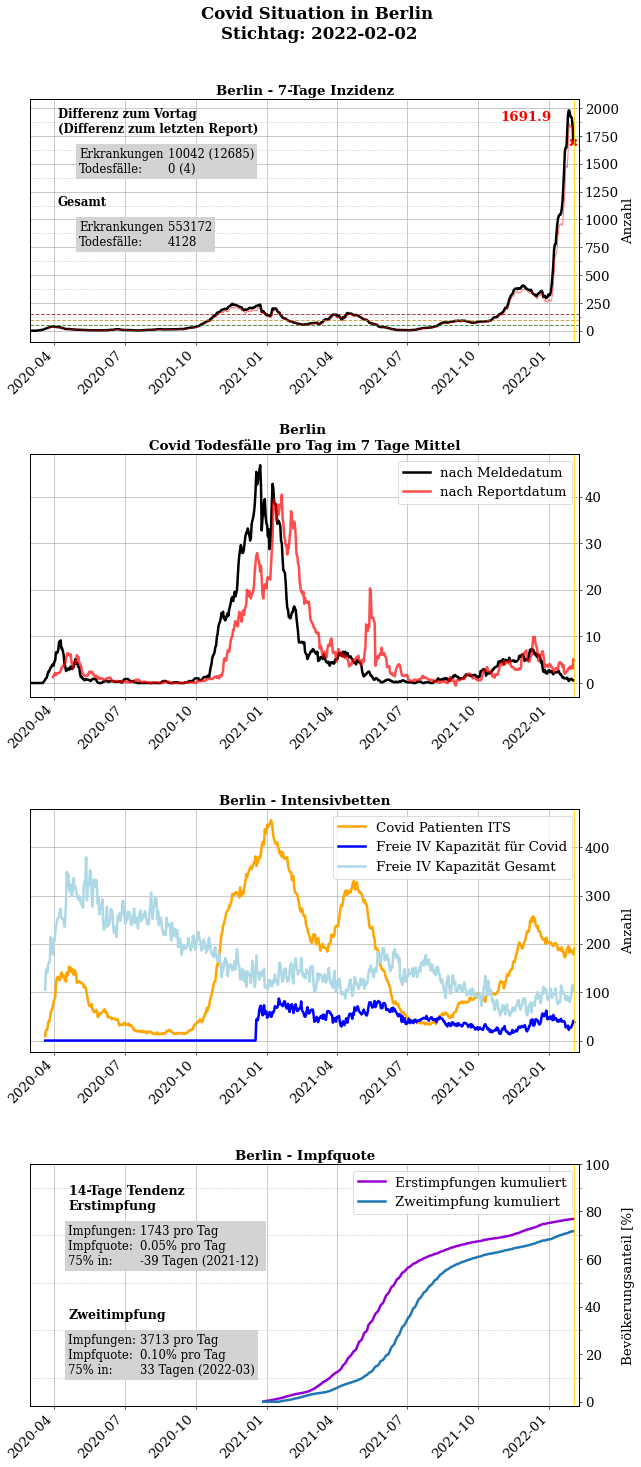 Covid Situation in Berlin
Stichtag: 2022-02-02
Berlin - 7-Tage Inzidenz
Differenz zum Vortag
(Differenz zum letzten Report)
Erkrankungen 10042 (12685)
Todesfälle: 0 (4)
Gesamt
Erkrankungen 553172
Todesfälle: 4128
1691.9
2000
1750
1500
1250
1000
750
500
250
0
Anzahl
2020-04 2020-07 2020-10 2021-01 2021-04 2021-07 2021-10 2022-01
Berlin
Covid Todesfälle pro Tag im 7 Tage Mittel
nach Meldedatum
nach Reportdatum
40
30
20
10
0
2020-04 2020-07 2020-10 2021-01 2021-04 2021-07 2021-10 2022-01
Berlin - Intensivbetten
Covid Patienten ITS
Freie IV Kapazität für Covid
Freie IV Kapazität Gesamt
400
300
200
100
0
Anzahl
2020-04 2020-07 2020-10 2021-01 2021-04 2021-07 2021-10 2022-01
Berlin - Impfquote
14-Tage Tendenz
Erstimpfung
Impfungen: 1743 pro Tag
Impfquote: 0.05% pro Tag
75% in: -39 Tagen (2021-12)
Zweitimpfung
Impfungen: 3713 pro Tag
Impfquote: 0.10% pro Tag
75% in: 33 Tagen (2022-03)
Erstimpfungen kumuliert
Zweitimpfung kumuliert
100
80
60
40
20
0
Bevölkerungsanteil [%]
2020-04 2020-07 2020-10 2021-01 2021-04 2021-07 2021-10 2022-01